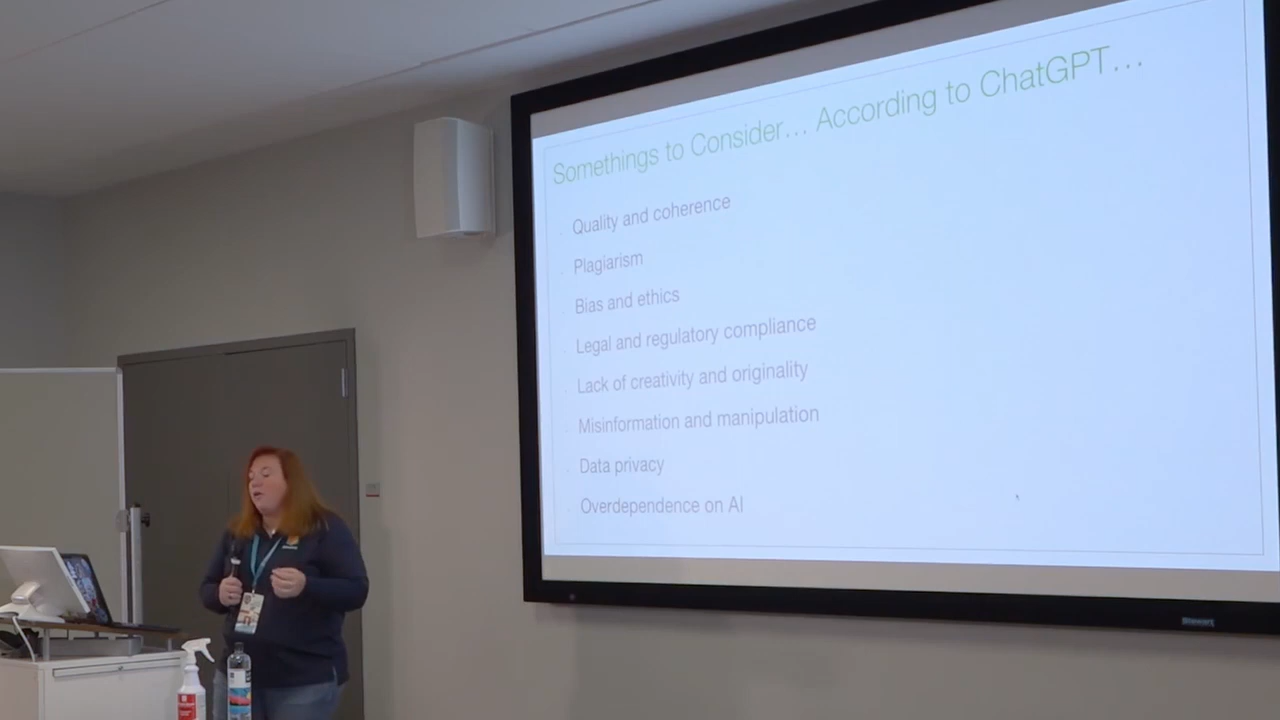 Somethings to Consider... According to ChatGPT...
Quality and coherence
Plagiarism
Bias and ethics
Legal and regulatory compliance
Lack of creativity and originality
Misinformation and manipulation
Data privacy
Overdependence on AI
Stewart